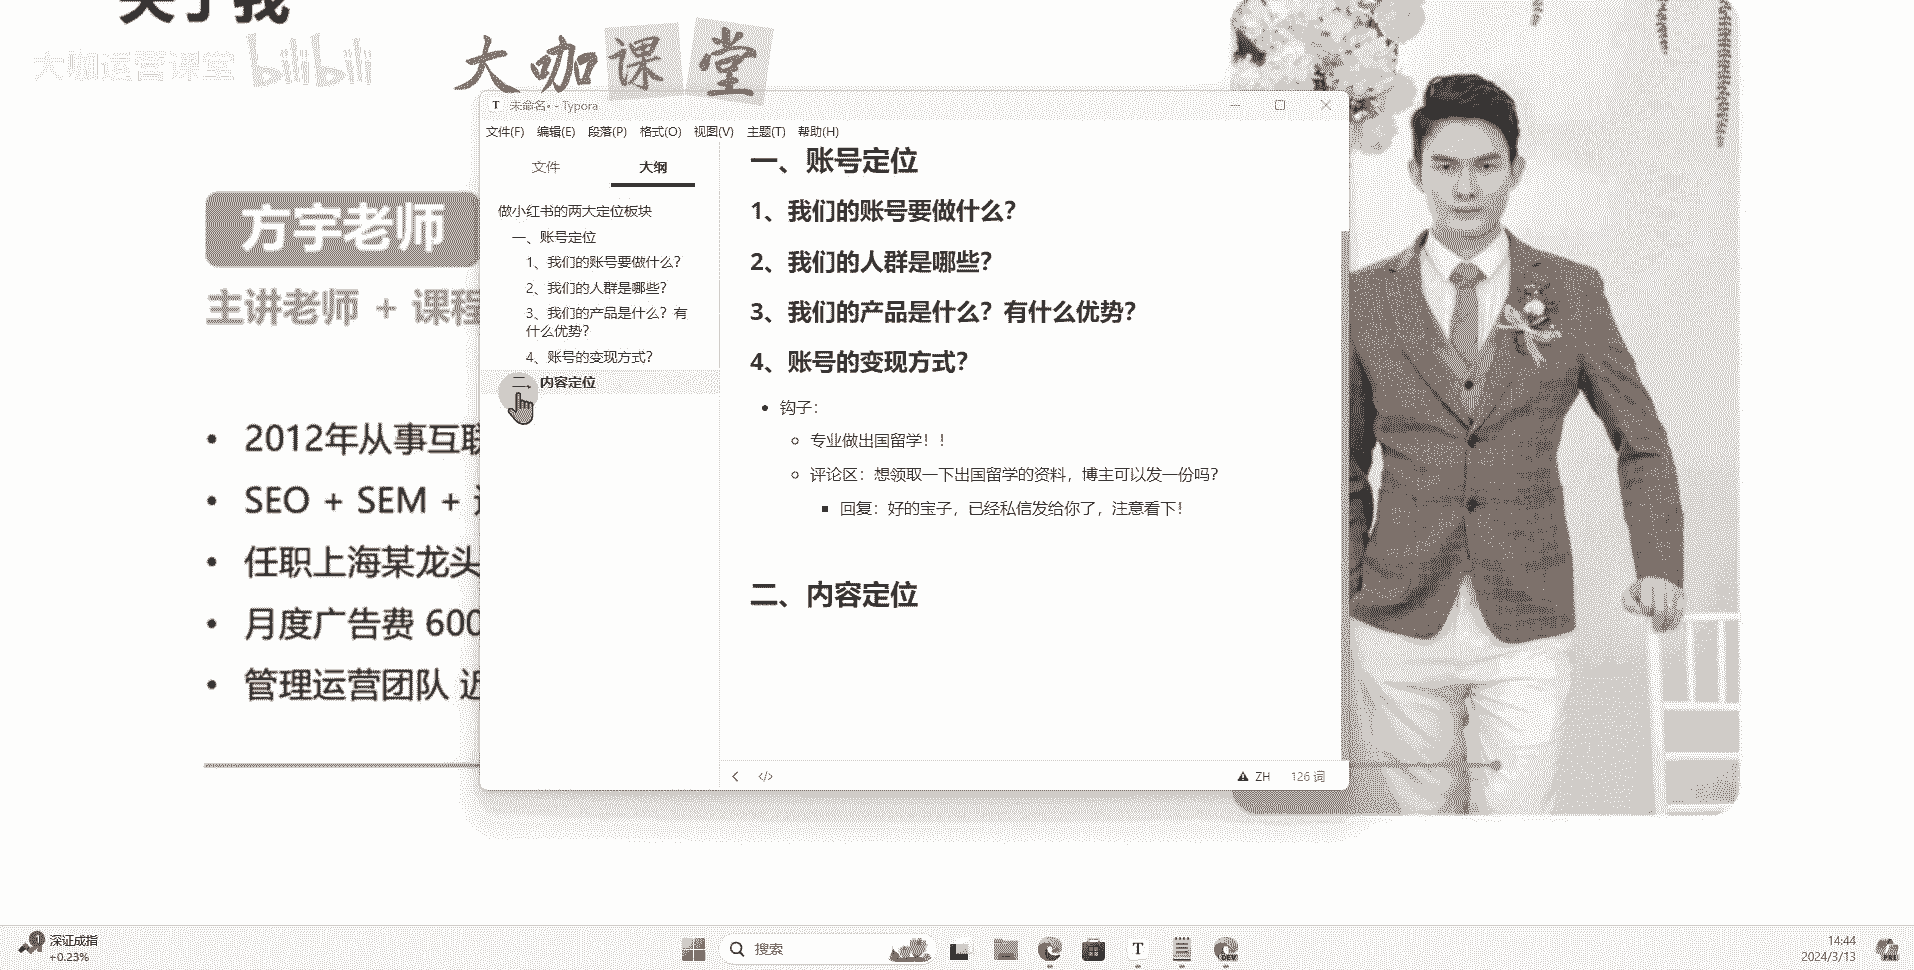 关于我
大咖运营课堂 bilibili
大咖课堂
未命名• - Typora
文件(F) 编辑(E) 段落(P) 格式(O) 视图(V) 主题(T) 帮助(H)
文件 大纲
做小红书的两大定位板块
一、账号定位
1、我们的账号要做什么?
2、我们的人群是哪些?
3、我们的产品是什么? 有
什么优势?
4、账号的变现方式?
二、内容定位
一、账号定位
1、我们的账号要做什么?
2、我们的人群是哪些?
3、我们的产品是什么? 有什么优势?
4、账号的变现方式?
• 钩子:
专业做出国留学! !
评论区: 想领取一下出国留学的资料, 博主可以发一份吗?
回复: 好的宝子, 已经私信发给你了, 注意看下!
二、内容定位
</> ZH 126 词
方宇老师
主讲老师 + 课程
• 2012年从事互联
• SEO + SEM +
• 任职上海某龙头
• 月度广告费 600
• 管理运营团队 近
深证成指
+0.23%
搜索
14:44
2024/3/13